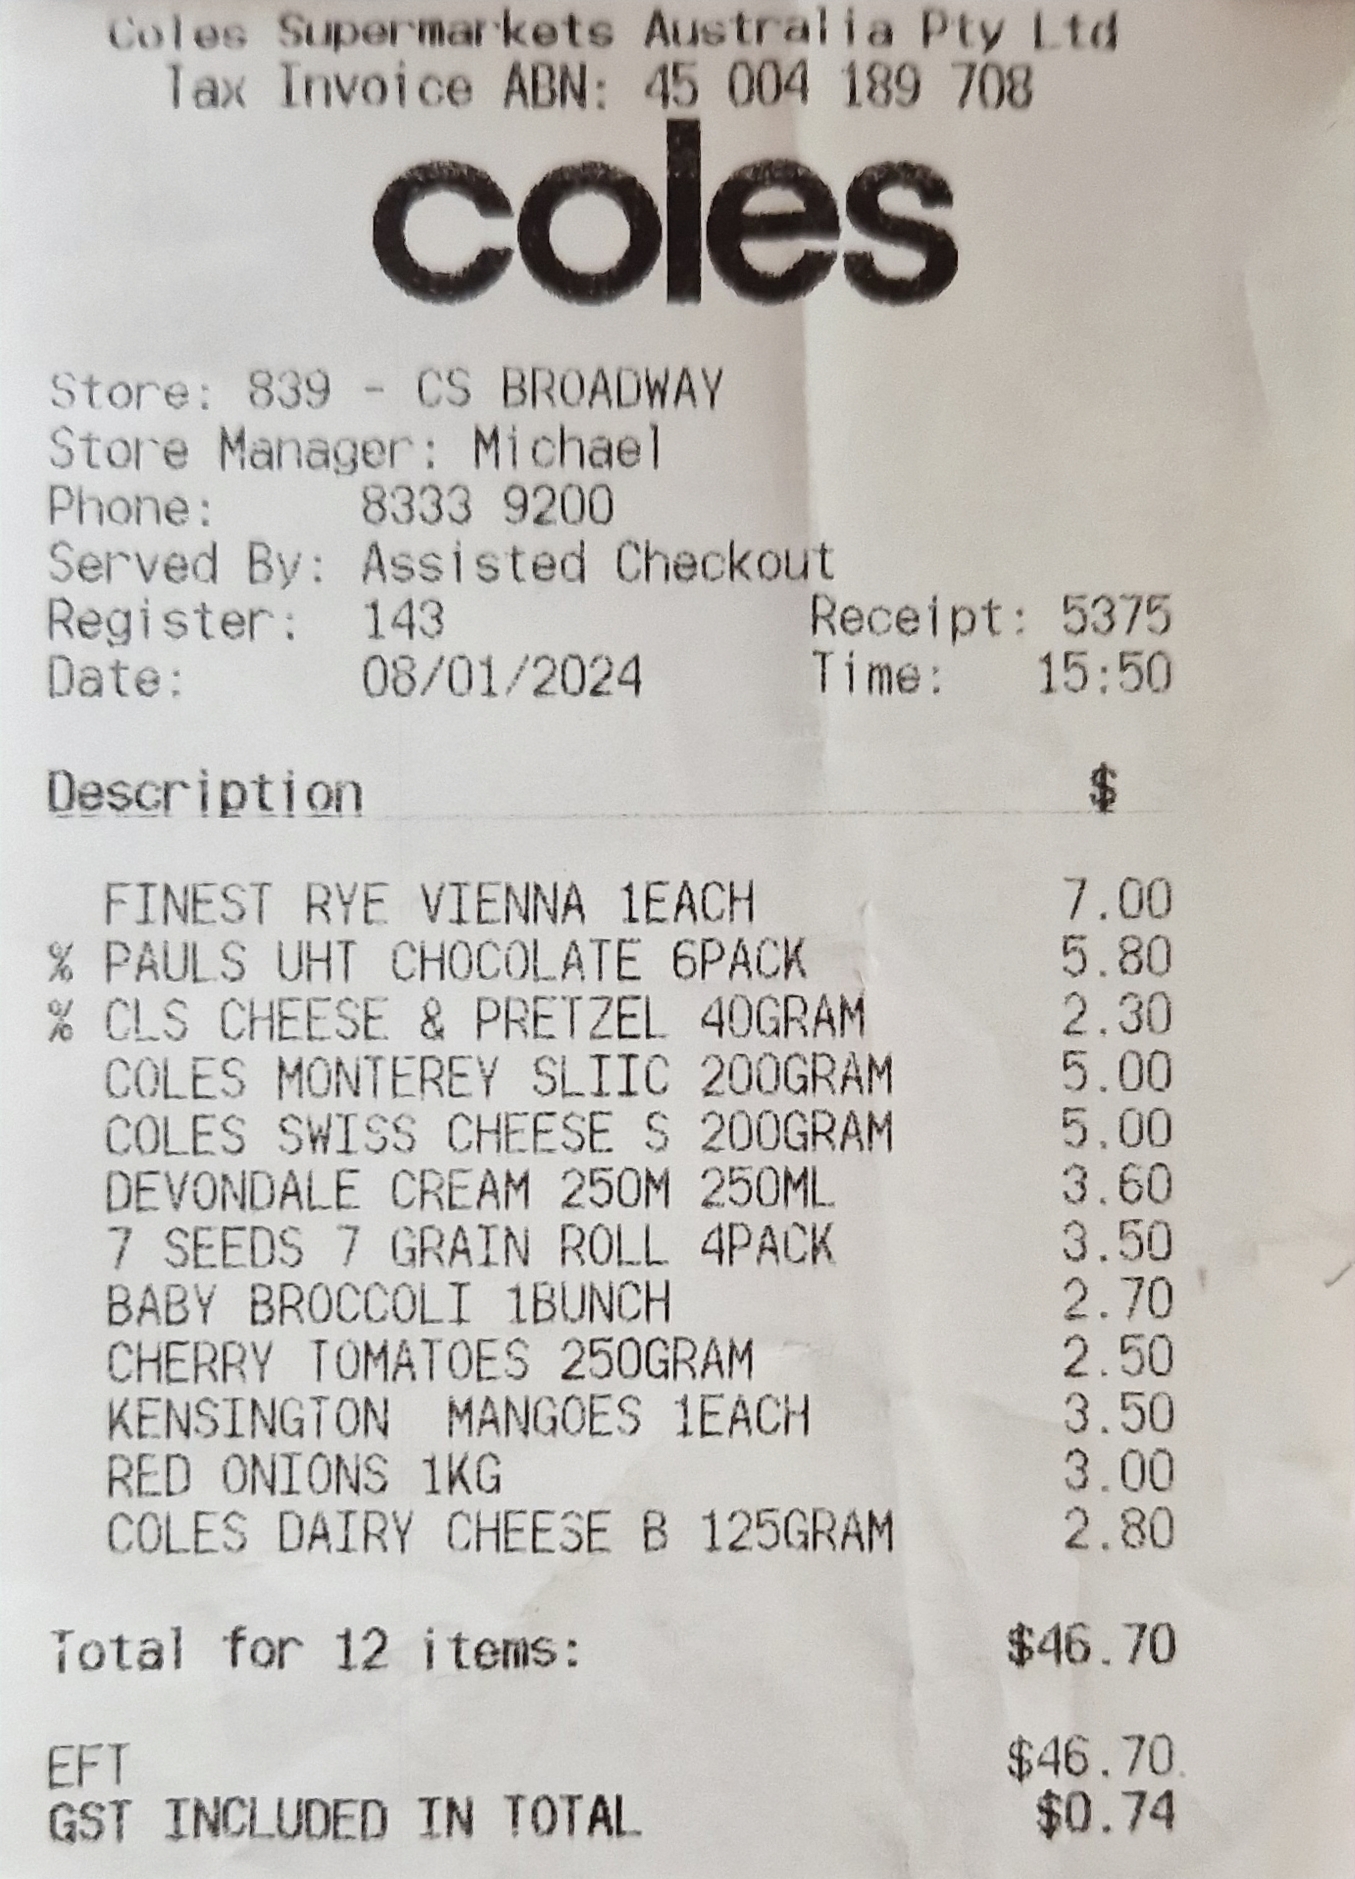 Coles Supermarkets Australia Pty Ltd
Tax Invoice ABN: 45 004 189 708
coles
Store: 839 - CS BROADWAY
Store Manager: Michael
Phone: 8333 9200
Served By: Assisted Checkout
Register: 143 Receipt: 5375
Date: 08/01/2024 Time: 15:50
Description $
FINEST RYE VIENNA 1EACH 7.00
% PAULS UHT CHOCOLATE 6PACK 5.80
% CLS CHEESE & PRETZEL 40GRAM 2.30
COLES MONTEREY SLIIC 200GRAM 5.00
COLES SWISS CHEESE S 200GRAM 5.00
DEVONDALE CREAM 250M 250ML 3.60
7 SEEDS 7 GRAIN ROLL 4PACK 3.50
BABY BROCCOLI 1BUNCH 2.70
CHERRY TOMATOES 250GRAM 2.50
KENSINGTON  MANGOES 1EACH 3.50
RED ONIONS 1KG 3.00
COLES DAIRY CHEESE B 125GRAM 2.80
Total for 12 items: $46.70
EFT $46.70
GST INCLUDED IN TOTAL $0.74